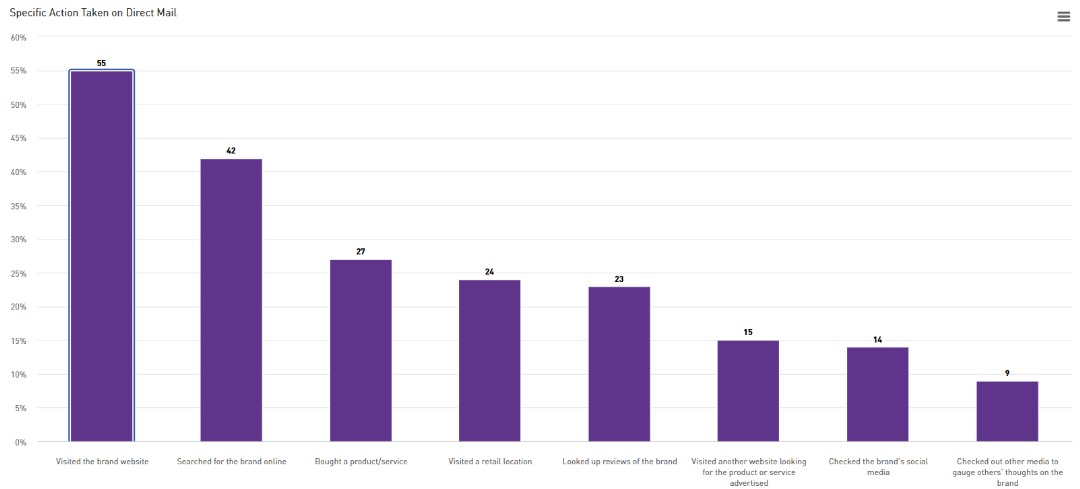 Specific Action Taken on Direct Mail
60%
55%
50%
45%
40%
35%
30%
25%
20%
15%
10%
5%
0%
55
42
27
24
23
15
14
9
Visited the brand website
Searched for the brand online
Bought a product/service
Visited a retail location
Looked up reviews of the brand
Visited another website looking
for the product or service
advertised
Checked the brand's social
media
Checked out other media to
gauge others' thoughts on the
brand